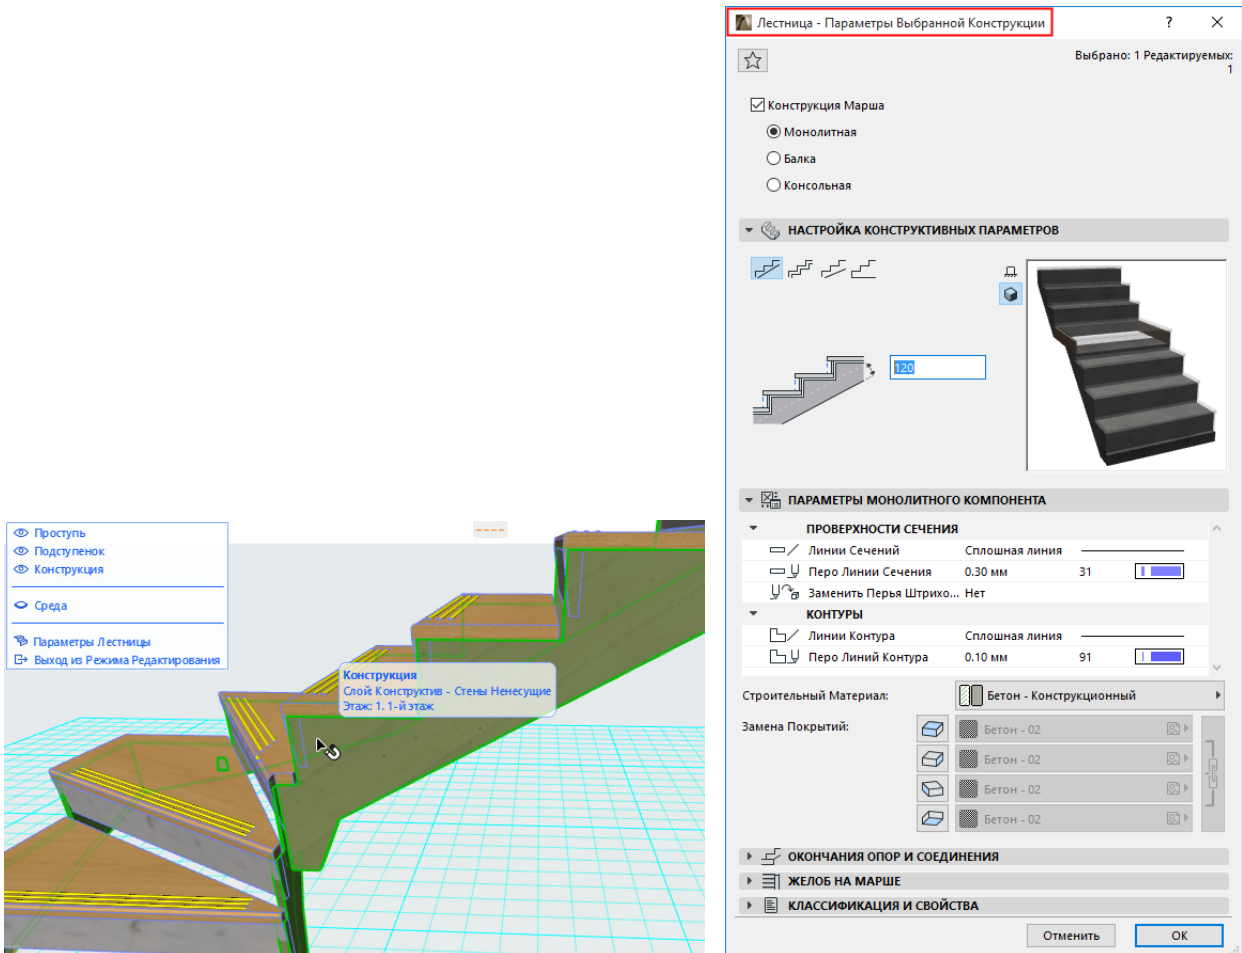 Проступь
Подступенок
Конструкция
Среда
Параметры Лестницы
Выход из Режима Редактирования
Конструкция
Слой: Конструктив - Стены Ненесущие
Этаж: 1. 1-й этаж
Лестница - Параметры Выбранной Конструкции
Выбрано: 1 Редактируемых:
1
Конструкция Марша
Монолитная
Балка
Консольная
НАСТРОЙКА КОНСТРУКТИВНЫХ ПАРАМЕТРОВ
120
ПАРАМЕТРЫ МОНОЛИТНОГО КОМПОНЕНТА
ПРОВЕРХНОСТИ СЕЧЕНИЯ
Линии Сечений Сплошная линия
Перо Линии Сечения 0.30 мм 31
Заменить Перья Штрихо... Нет
КОНТУРЫ
Линии Контура Сплошная линия
Перо Линий Контура 0.10 мм 91
Строительный Материал: Бетон - Конструкционный
Замена Покрытий: Бетон - 02
Бетон - 02
Бетон - 02
Бетон - 02
ОКОНЧАНИЯ ОПОР И СОЕДИНЕНИЯ
ЖЕЛОБ НА МАРШЕ
КЛАССИФИКАЦИЯ И СВОЙСТВА
Отменить OK